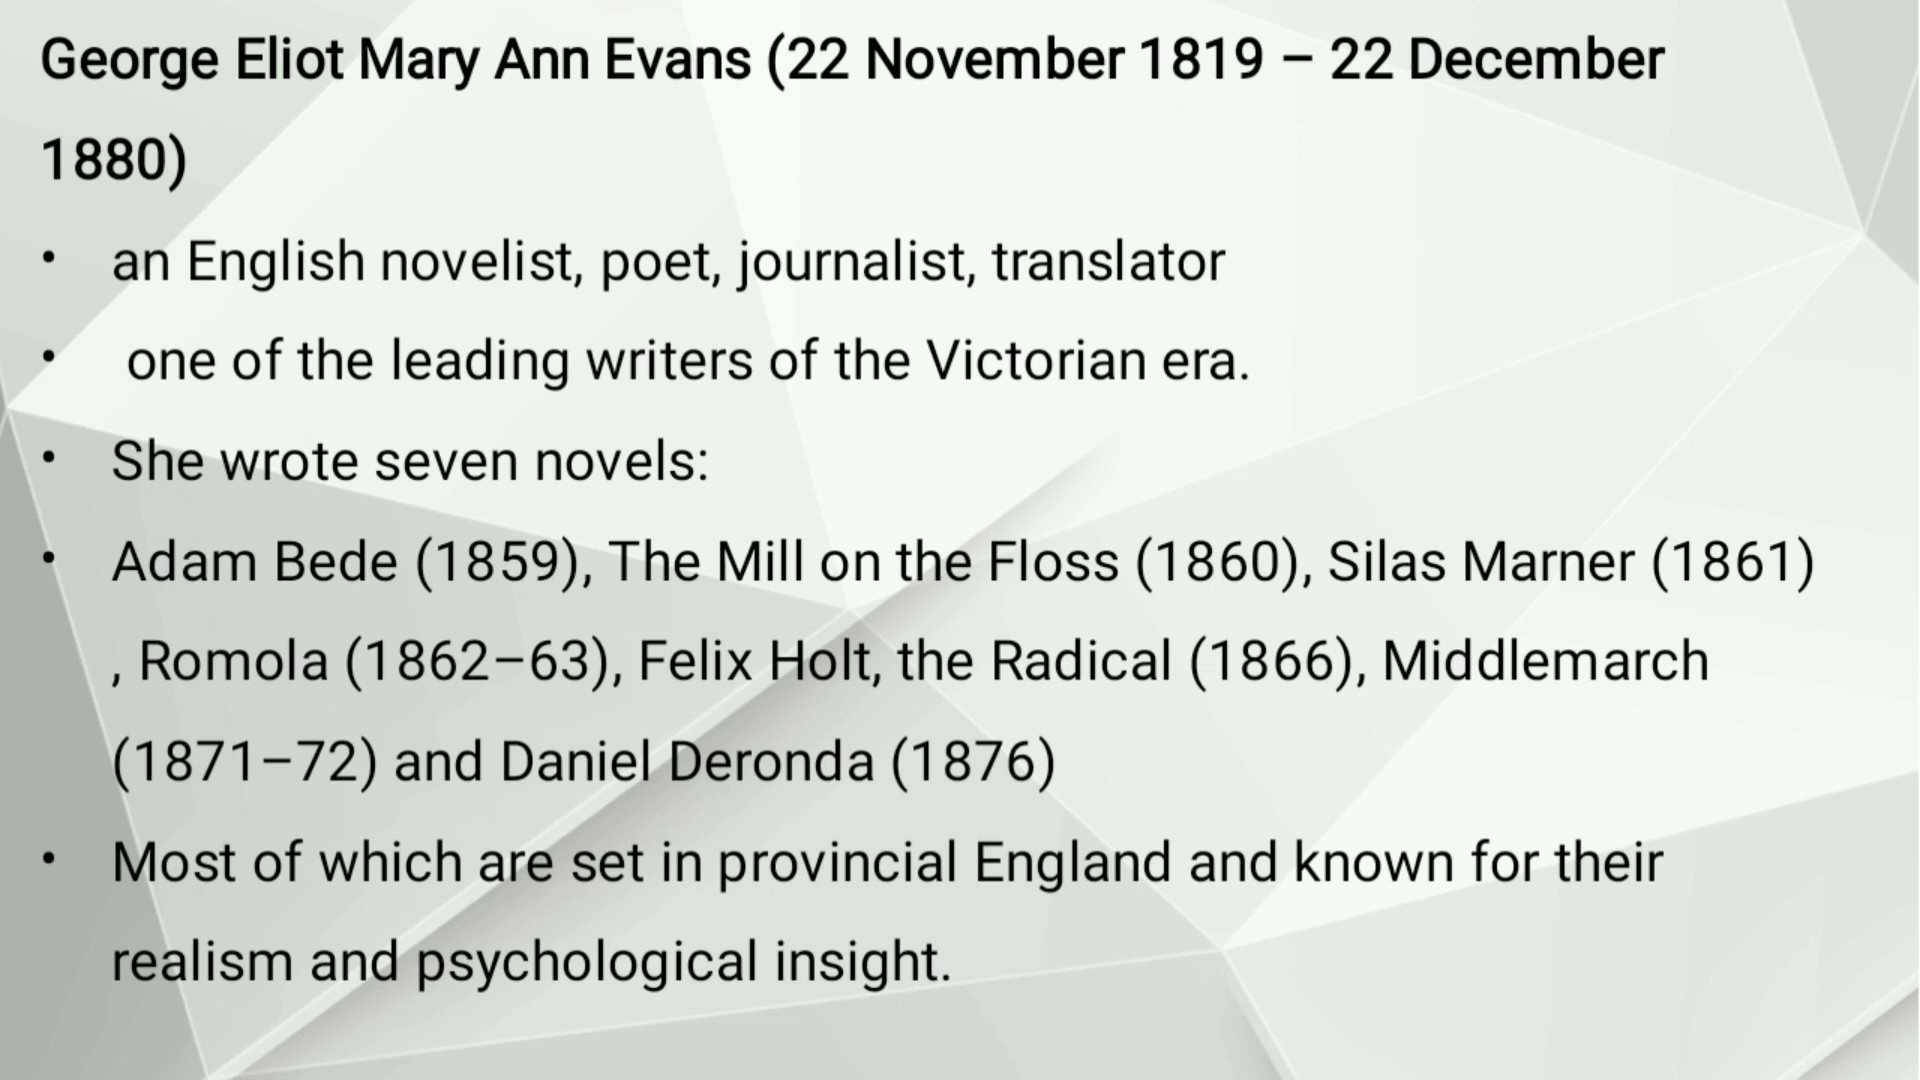 George Eliot Mary Ann Evans (22 November 1819 – 22 December
1880)
• an English novelist, poet, journalist, translator
• one of the leading writers of the Victorian era.
• She wrote seven novels:
• Adam Bede (1859), The Mill on the Floss (1860), Silas Marner (1861)
, Romola (1862–63), Felix Holt, the Radical (1866), Middlemarch
(1871–72) and Daniel Deronda (1876)
• Most of which are set in provincial England and known for their
realism and psychological insight.